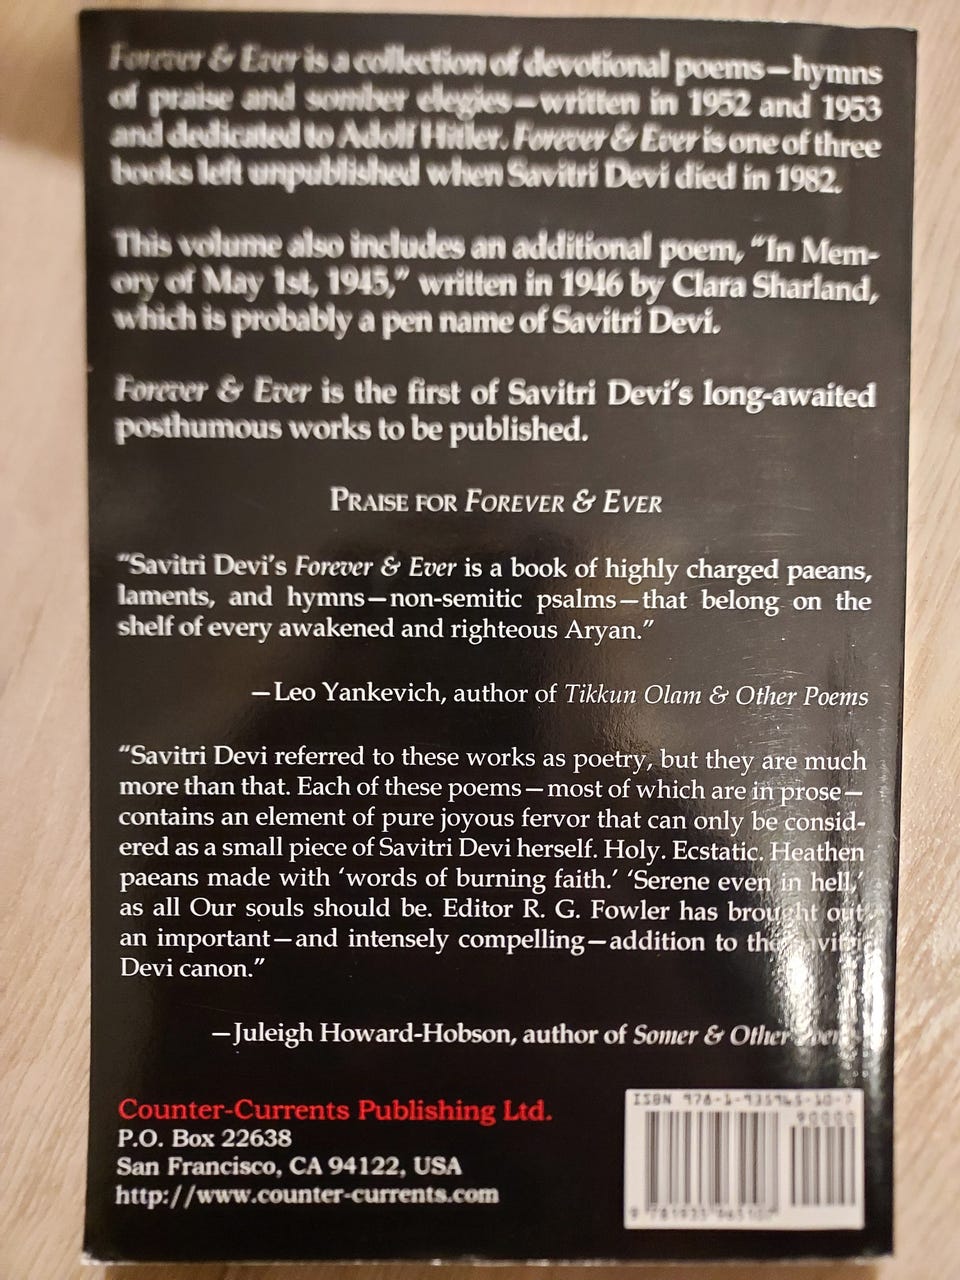 Forever & Ever is a collection of devotional poems—hymns
of praise and somber elegies—written in 1952 and 1953
and dedicated to Adolf Hitler. Forever & Ever is one of three
books left unpublished when Savitri Devi died in 1982.
This volume also includes an additional poem, “In Mem-
ory of May 1st, 1945,” written in 1946 by Clara Sharland,
which is probably a pen name of Savitri Devi.
Forever & Ever is the first of Savitri Devi’s long-awaited
posthumous works to be published.
PRAISE FOR FOREVER & EVER
“Savitri Devi’s Forever & Ever is a book of highly charged paeans,
laments, and hymns—non-semitic psalms—that belong on the
shelf of every awakened and righteous Aryan.”
—Leo Yankevich, author of Tikkun Olam & Other Poems
“Savitri Devi referred to these works as poetry, but they are much
more than that. Each of these poems—most of which are in prose—
contains an element of pure joyous fervor that can only be consid-
ered as a small piece of Savitri Devi herself. Holy. Ecstatic. Heathen
paeans made with ‘words of burning faith.’ ‘Serene even in hell,’
as all Our souls should be. Editor R. G. Fowler has brought out
an important—and intensely compelling—addition to the Savitri
Devi canon.”
—Juleigh Howard-Hobson, author of Somer & Other Poems
Counter-Currents Publishing Ltd.
P.O. Box 22638
San Francisco, CA 94122, USA
http://www.counter-currents.com
ISBN 978-1-935965-10-7
90000
9 781935 965107